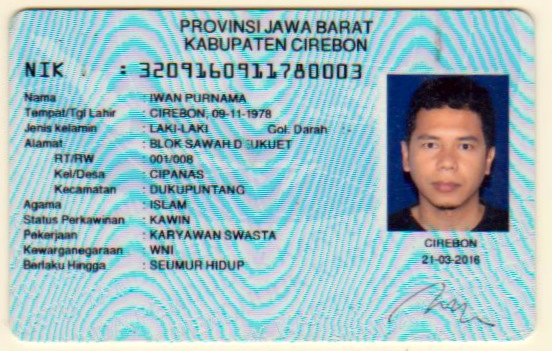 PROVINSI JAWA BARAT
KABUPATEN CIREBON
NIK : 3209160911780003
Nama : IWAN PURNAMA
Tempat/Tgl Lahir : CIREBON, 09-11-1978
Jenis kelamin : LAKI-LAKI Gol. Darah : -
Alamat : BLOK SAWAH
RT/RW : 001/008
Kel/Desa : CIPANAS
Kecamatan : DUKUPUNTANG
Agama : ISLAM
Status Perkawinan : KAWIN
Pekerjaan : KARYAWAN SWASTA
Kewarganegaraan : WNI
Berlaku Hingga : SEUMUR HIDUP
CIREBON
21-03-2016